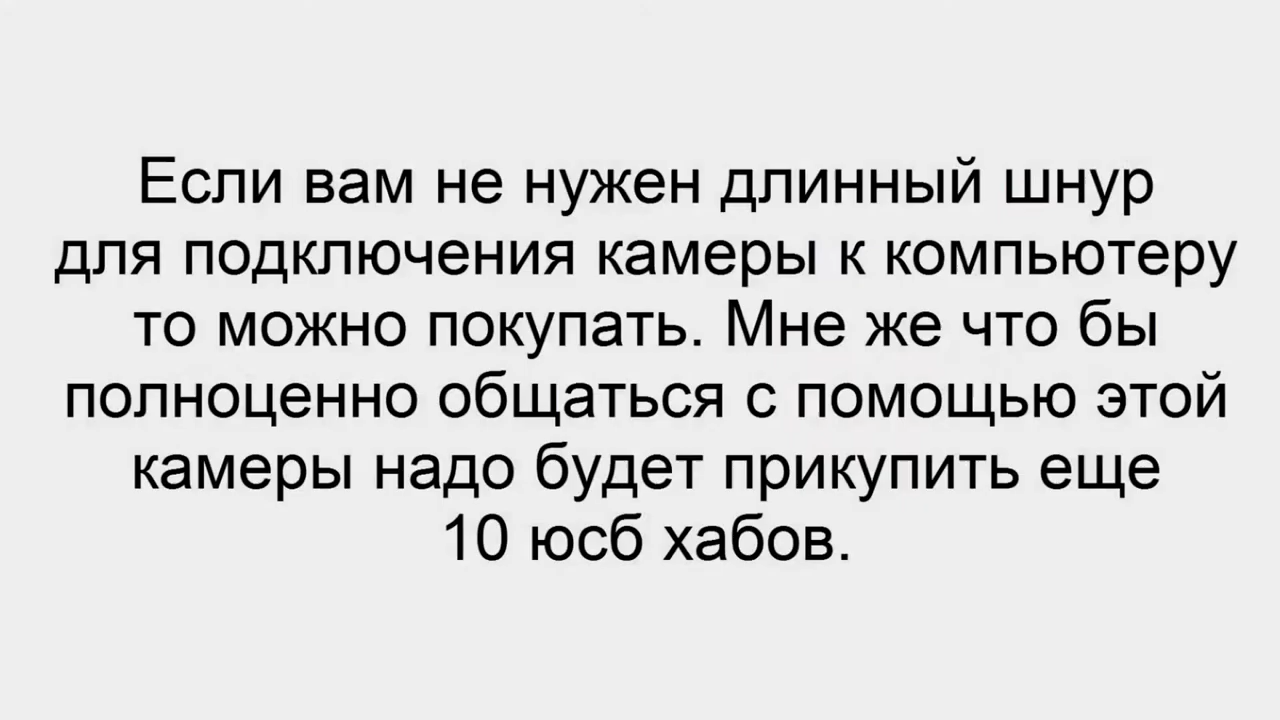 Если вам не нужен длинный шнур
для подключения камеры к компьютеру
то можно покупать. Мне же что бы
полноценно общаться с помощью этой
камеры надо будет прикупить еще
10 юсб хабов.